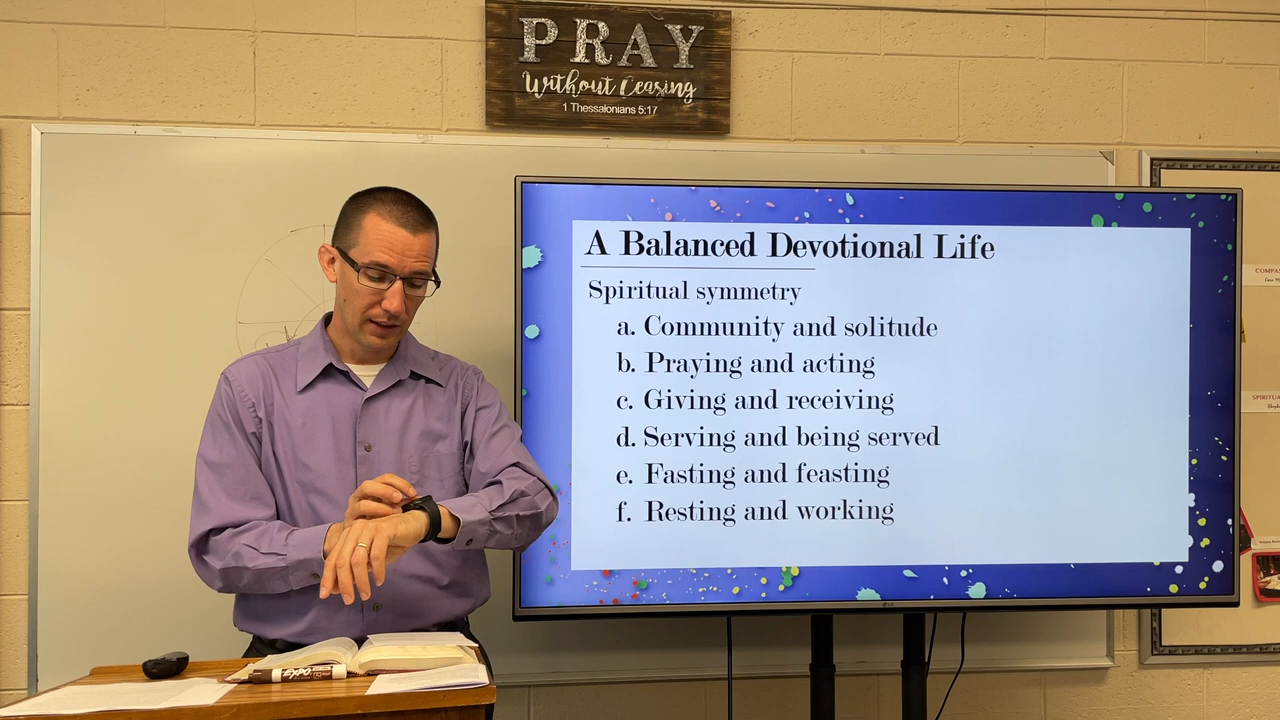 PRAY
Without Ceasing
1 Thessalonians 5:17
A Balanced Devotional Life
Spiritual symmetry
a. Community and solitude
b. Praying and acting
c. Giving and receiving
d. Serving and being served
e. Fasting and feasting
f. Resting and working
LG
EXPO